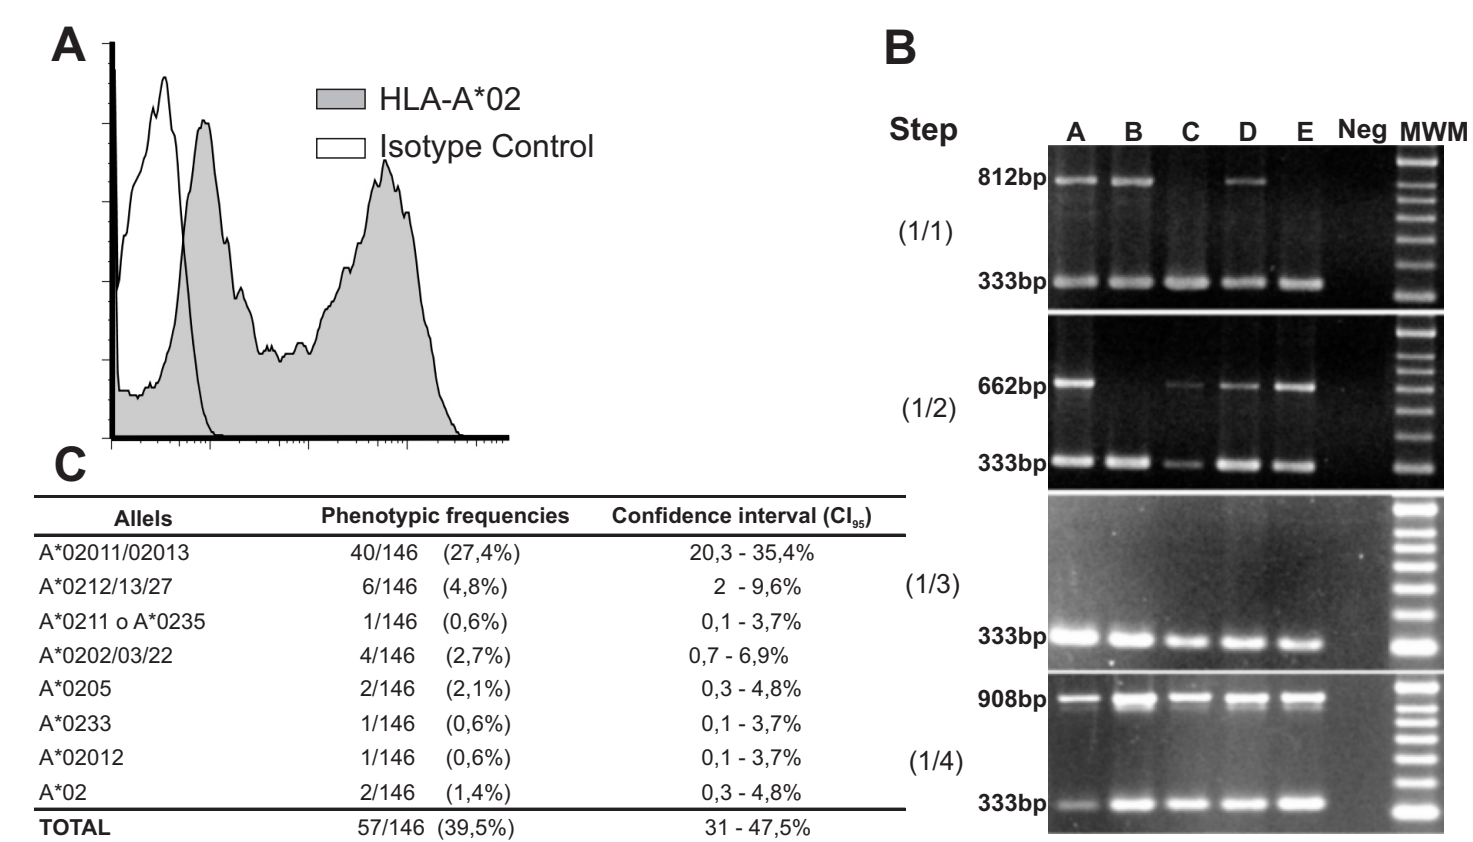 A
HLA-A*02
Isotype Control
B
Step A B C D E Neg MWM
812bp
(1/1)
333bp
662bp
(1/2)
333bp
(1/3)
333bp
908bp
(1/4)
333bp
C
Allels Phenotypic frequencies Confidence interval (CI95)
A*02011/02013 40/146 (27,4%) 20,3 - 35,4%
A*0212/13/27 6/146 (4,8%) 2 - 9,6%
A*0211 o A*0235 1/146 (0,6%) 0,1 - 3,7%
A*0202/03/22 4/146 (2,7%) 0,7 - 6,9%
A*0205 2/146 (2,1%) 0,3 - 4,8%
A*0233 1/146 (0,6%) 0,1 - 3,7%
A*02012 1/146 (0,6%) 0,1 - 3,7%
A*02 2/146 (1,4%) 0,3 - 4,8%
TOTAL 57/146 (39,5%) 31 - 47,5%